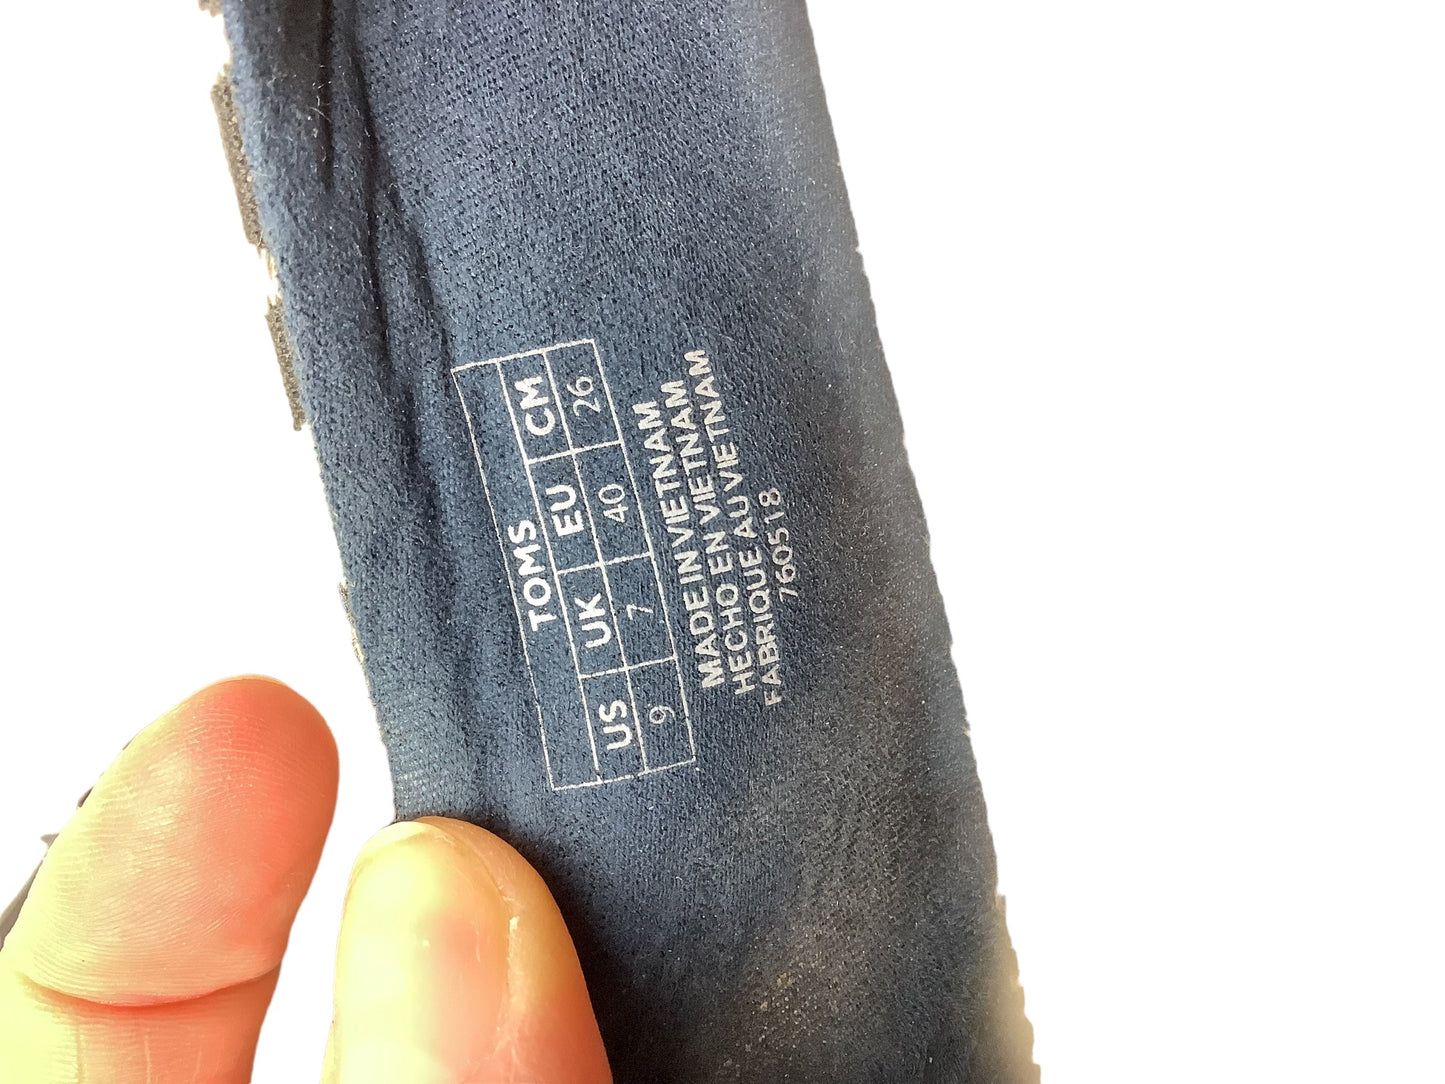 TOMS
US UK EU CM
9 7 40 26
MADE IN VIETNAM
HECHO EN VIETNAM
FABRIQUE AU VIETNAM
760518